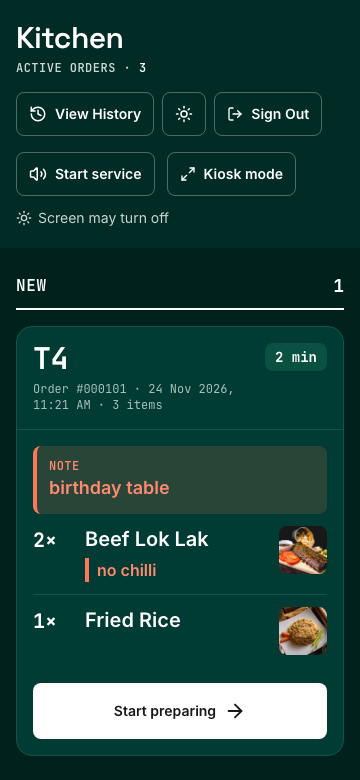 Kitchen
ACTIVE ORDERS · 3
View History
Sign Out
Start service
Kiosk mode
Screen may turn off
NEW 1
T4 2 min
Order #000101 · 24 Nov 2026,
11:21 AM · 3 items
NOTE
birthday table
2× Beef Lok Lak
no chilli
1× Fried Rice
Start preparing